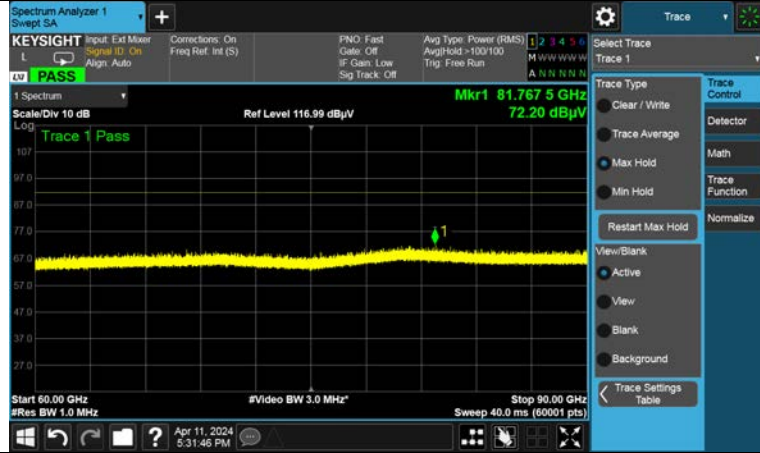 Spectrum Analyzer 1
Swept SA
+
Trace
KEYSIGHT
L
LXI
PASS
Input: Ext Mixer
Signal ID: On
Align: Auto
Corrections: On
Freq Ref: Int (S)
PNO: Fast
Gate: Off
IF Gain: Low
Sig Track: Off
Avg Type: Power (RMS)
Avg|Hold:>100/100
Trig: Free Run
1 2 3 4 5 6
M W W W W W
A N N N N N
Select Trace
Trace 1
1 Spectrum
Mkr1 81.767 5 GHz
Scale/Div 10 dB
Ref Level 116.99 dBµV
72.20 dBµV
Log
Trace 1 Pass
107
97.0
87.0
77.0
67.0
57.0
47.0
37.0
27.0
1
Start 60.00 GHz
#Video BW 3.0 MHz*
Stop 90.00 GHz
#Res BW 1.0 MHz
Sweep 40.0 ms (60001 pts)
Trace Type
Clear / Write
Trace Average
Max Hold
Min Hold
Restart Max Hold
View/Blank
Active
View
Blank
Background
Trace Settings
Table
Trace
Control
Detector
Math
Trace
Function
Normalize
?
Apr 11, 2024
5:31:46 PM